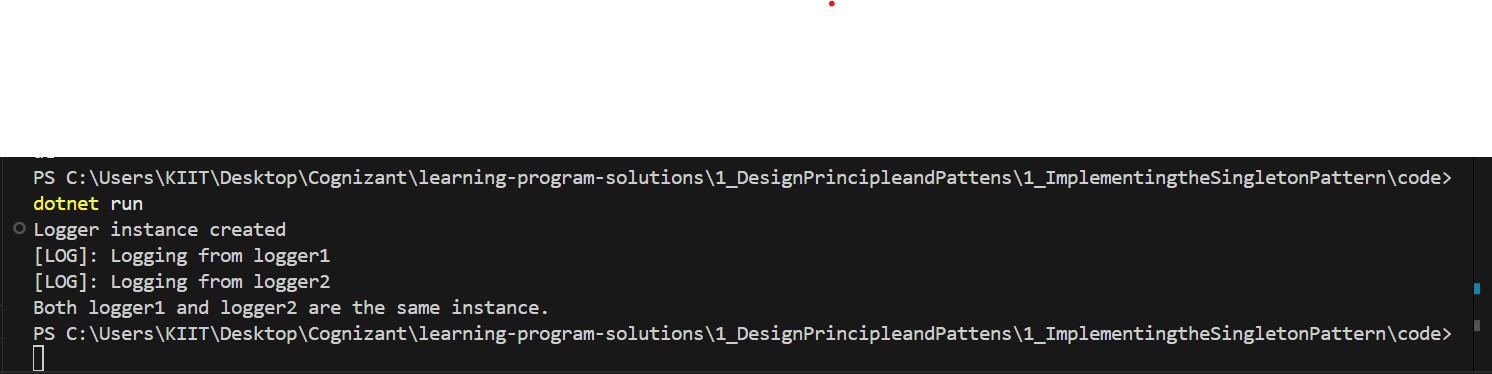 PS C:\Users\KIIT\Desktop\Cognizant\learning-program-solutions\1_DesignPrincipleandPattens\1_ImplementingtheSingletonPattern\code>
dotnet run
Logger instance created
[LOG]: Logging from logger1
[LOG]: Logging from logger2
Both logger1 and logger2 are the same instance.
PS C:\Users\KIIT\Desktop\Cognizant\learning-program-solutions\1_DesignPrincipleandPattens\1_ImplementingtheSingletonPattern\code>